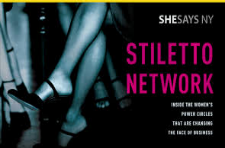 SHESAYS NY
STILETTO
NETWORK
INSIDE THE WOMEN'S
POWER CIRCLES
THAT ARE CHANGING
THE FACE OF BUSINESS